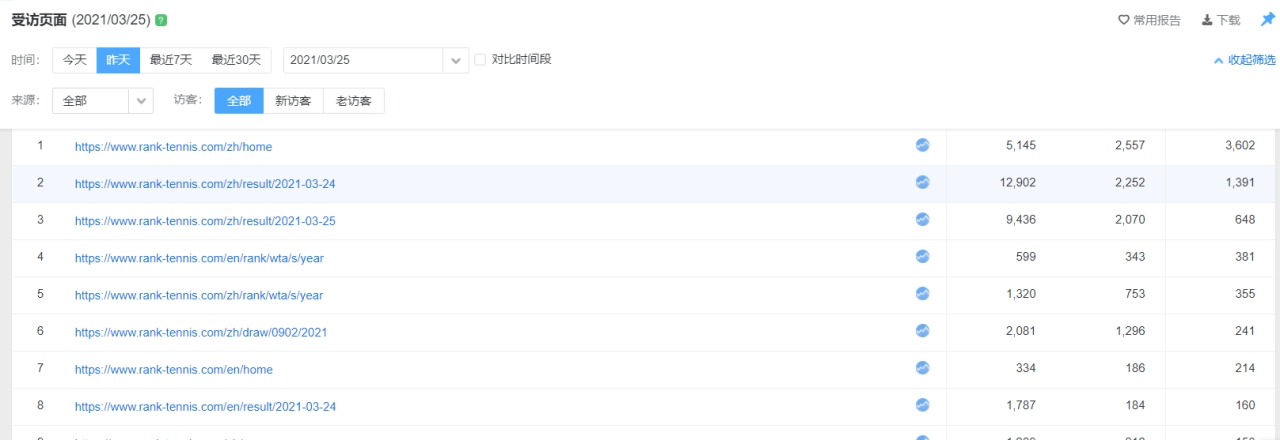 受访页面 (2021/03/25) ?
常用报告 下载
时间： 今天 昨天 最近7天 最近30天 2021/03/25 对比时间段 收起筛选
来源： 全部 访客： 全部 新访客 老访客
1 https://www.rank-tennis.com/zh/home 5,145 2,557 3,602
2 https://www.rank-tennis.com/zh/result/2021-03-24 12,902 2,252 1,391
3 https://www.rank-tennis.com/zh/result/2021-03-25 9,436 2,070 648
4 https://www.rank-tennis.com/en/rank/wta/s/year 599 343 381
5 https://www.rank-tennis.com/zh/rank/wta/s/year 1,320 753 355
6 https://www.rank-tennis.com/zh/draw/0902/2021 2,081 1,296 241
7 https://www.rank-tennis.com/en/home 334 186 214
8 https://www.rank-tennis.com/en/result/2021-03-24 1,787 184 160